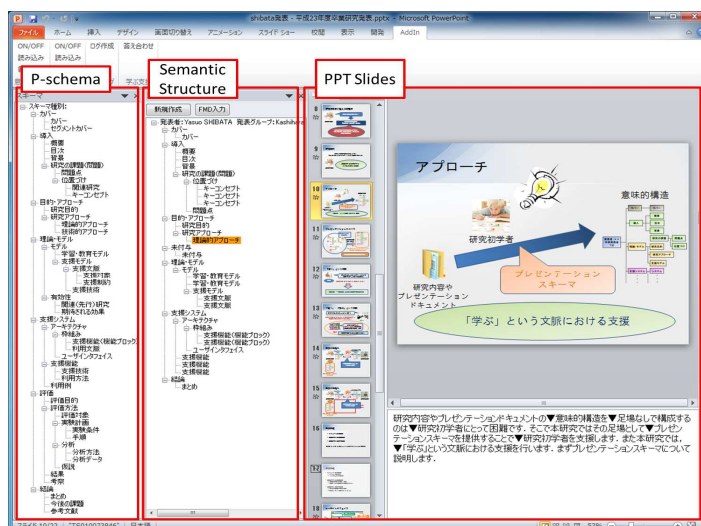 shibata発表 - 平成23年度卒業研究発表.pptx - Microsoft PowerPoint
ファイル ホーム 挿入 デザイン 画面切り替え アニメーション スライド ショー 校閲 表示 開発 AddIn
ON/OFF ON/OFF ログ作成 答え合わせ
読み込み 読み込み
P-schema
Semantic
Structure
PPT Slides
スキーマ種別:
カバー
カバー
セグメントカバー
導入
概要
目次
背景
研究の課題(問題)
問題点
位置づけ
関連研究
キーコンセプト
目的・アプローチ
研究目的
研究アプローチ
理論的アプローチ
技術的アプローチ
理論・モデル
モデル
学習・教育モデル
支援モデル
支援文脈
支援対象
支援制約
支援技術
有効性
関連(先行)研究
期待される効果
支援システム
アーキテクチャ
枠組み
支援機能(機能ブロック)
利用文脈
ユーザインタフェイス
支援機能
支援技術
利用方法
利用例
評価
評価目的
評価方法
評価対象
実験計画
実験条件
手順
分析
分析方法
分析データ
仮説
結果
考察
結論
まとめ
今後の課題
参考文献
新規作成 FMD入力
発表者:Yasuo SHIBATA 発表グループ:Kashihara
カバー
カバー
導入
概要
目次
背景
研究の課題(問題)
位置づけ
キーコンセプト
キーコンセプト
キーコンセプト
問題点
目的・アプローチ
研究目的
研究アプローチ
理論的アプローチ
未付与
未付与
理論・モデル
モデル
学習・教育モデル
学習・教育モデル
支援モデル
支援文脈
支援文脈
支援システム
アーキテクチャ
枠組み
支援機能(機能ブロック)
ユーザインタフェイス
支援機能
支援機能
支援機能
結論
まとめ
8
9
10
11
12
13
14
15
16
17
18
アプローチ
意味的構造
研究初学者
プレゼンテーション
スキーマ
研究内容や
プレゼンテーション
ドキュメント
「学ぶ」という文脈における支援
研究内容やプレゼンテーションドキュメントの▼意味的構造を▼足場なしで構成する
のは▼研究初学者にとって困難です. そこで本研究ではその足場として▼プレゼン
テーションスキーマを提供することで▼研究初学者を支援します. また本研究では,
▼「学ぶ」という文脈における支援を行います. まずプレゼンテーションスキーマについて
説明します.
スライド 10/22 "TS010073846" 日本語 52%